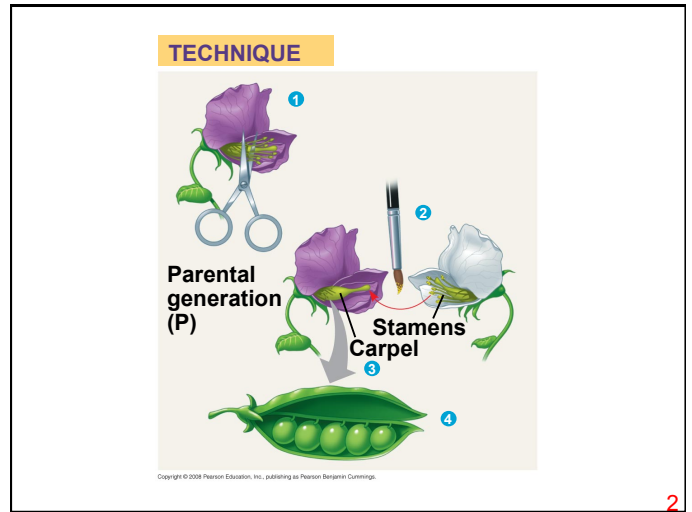 TECHNIQUE
1
2
Parental
generation
(P)
Stamens
Carpel
3
4
Copyright © 2008 Pearson Education, Inc., publishing as Pearson Benjamin Cummings.
2